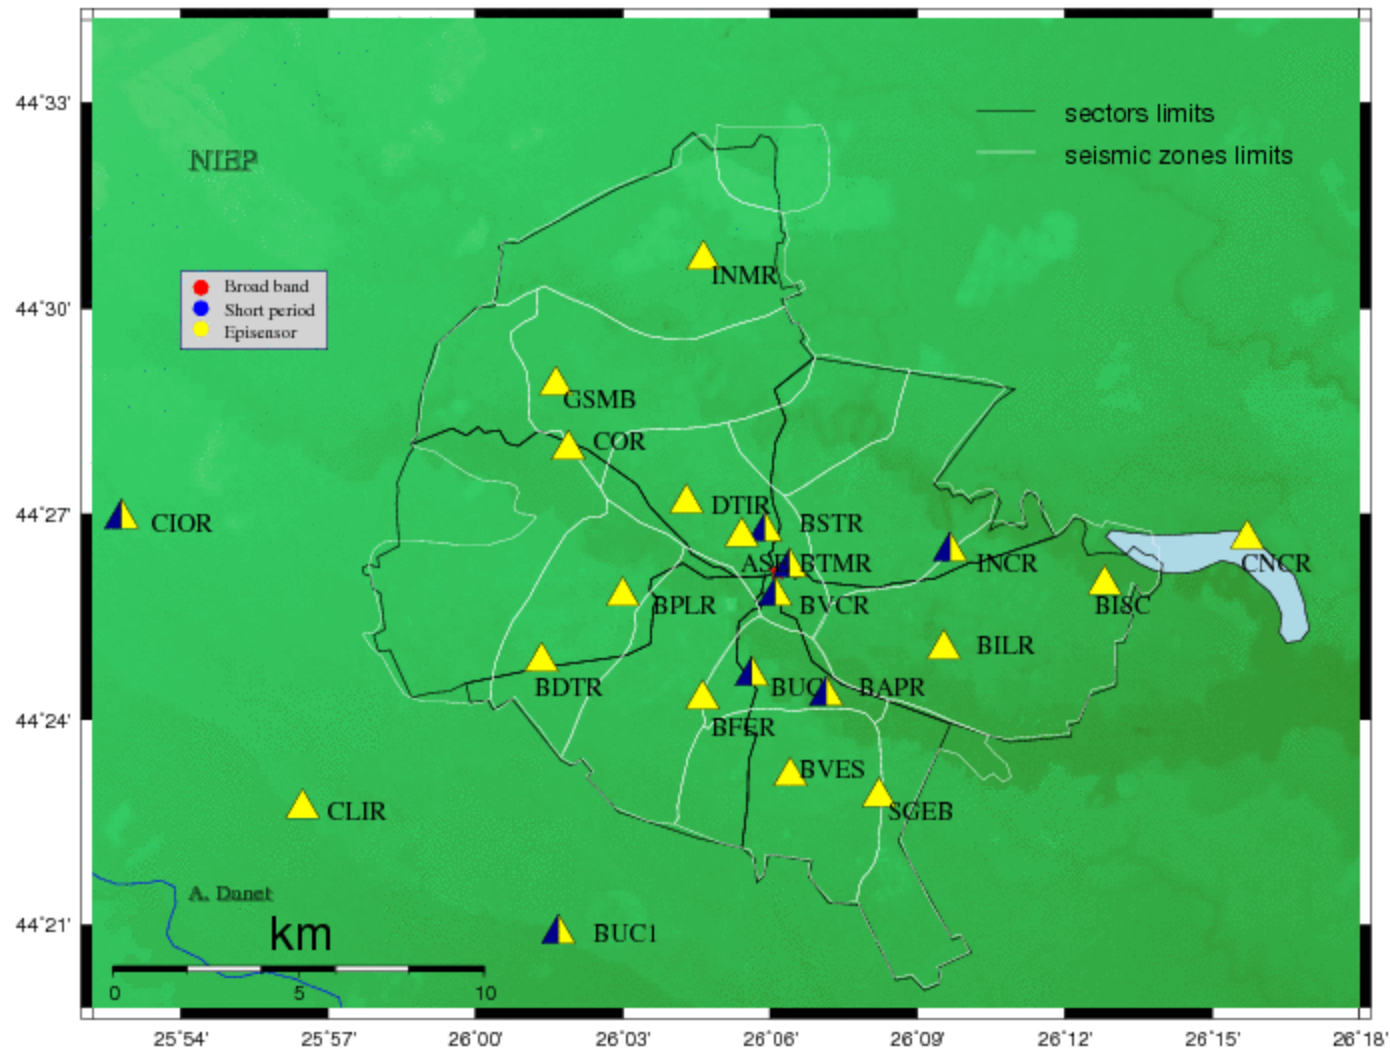 44°33'
sectors limits
seismic zones limits
NIEP
INMR
Broad band
Short period
Episensor
44°30'
GSMB
COR
44°27'
CIOR
DTIR
BSTR
BTMR
INCR
CNCR
BPLR
BVCR
BISC
BILR
BDTR
BAPR
44°24'
BFER
BVES
CLIR
SGEB
A. Danet
44°21'
km
BUC1
0 5 10
25°54' 25°57' 26°00' 26°03' 26°06' 26°09' 26°12' 26°15' 26°18'